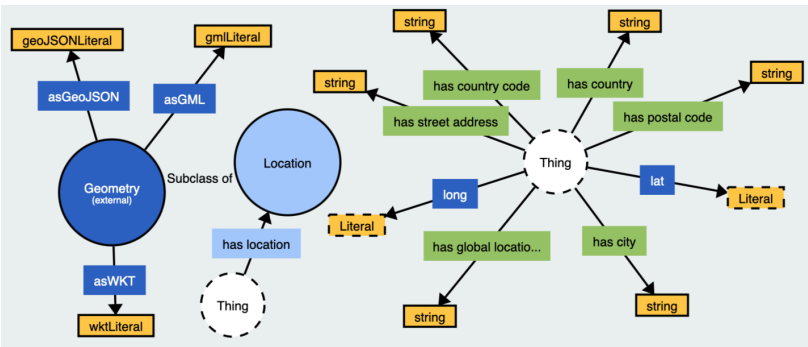 geoJSONLiteral
gmlLiteral
asGeoJSON
asGML
Geometry
(external)
Subclass of
Location
asWKT
has location
wktLiteral
Thing
string
string
string
string
has country code
has country
has street address
has postal code
Thing
long
lat
Literal
Literal
has global locatio...
has city
string
string